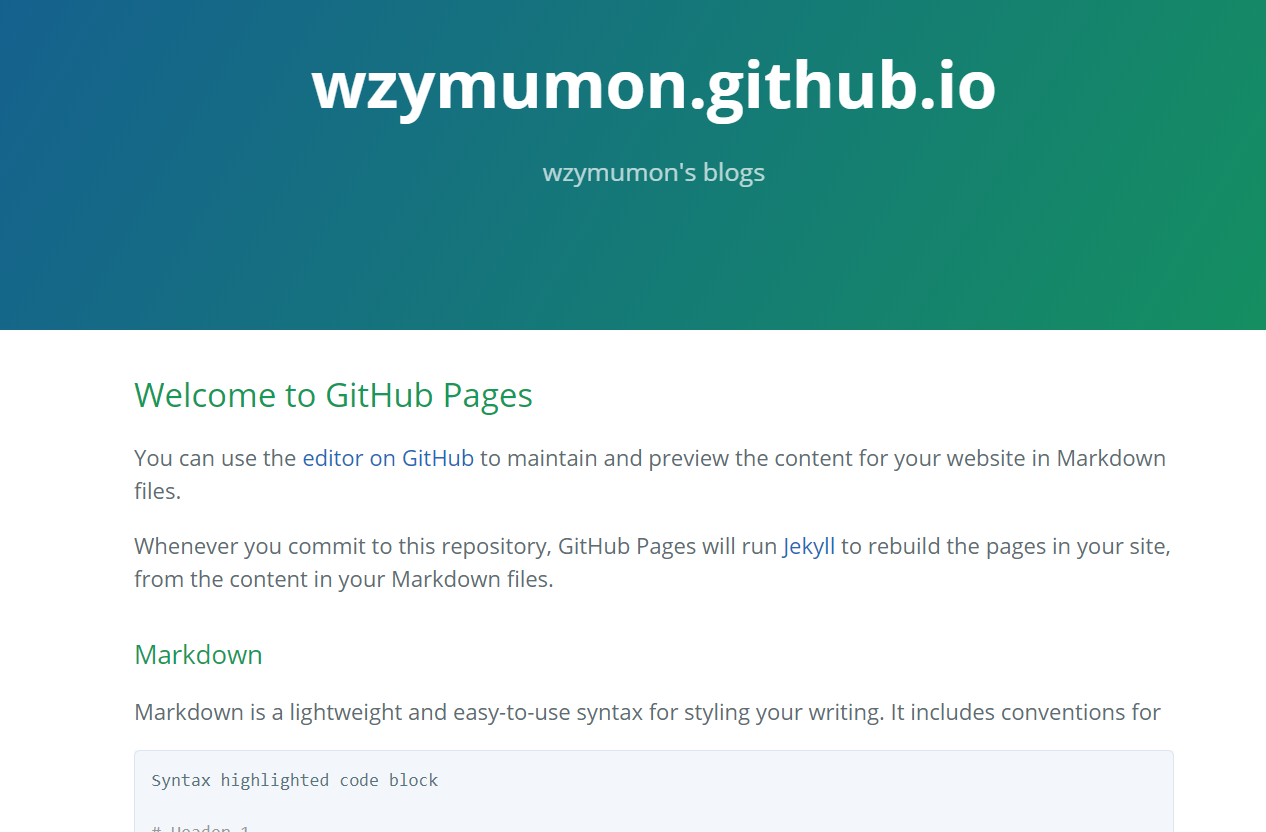 wzymumon.github.io
wzymumon's blogs
Welcome to GitHub Pages
You can use the editor on GitHub to maintain and preview the content for your website in Markdown
files.
Whenever you commit to this repository, GitHub Pages will run Jekyll to rebuild the pages in your site,
from the content in your Markdown files.
Markdown
Markdown is a lightweight and easy-to-use syntax for styling your writing. It includes conventions for
Syntax highlighted code block
# Header 1